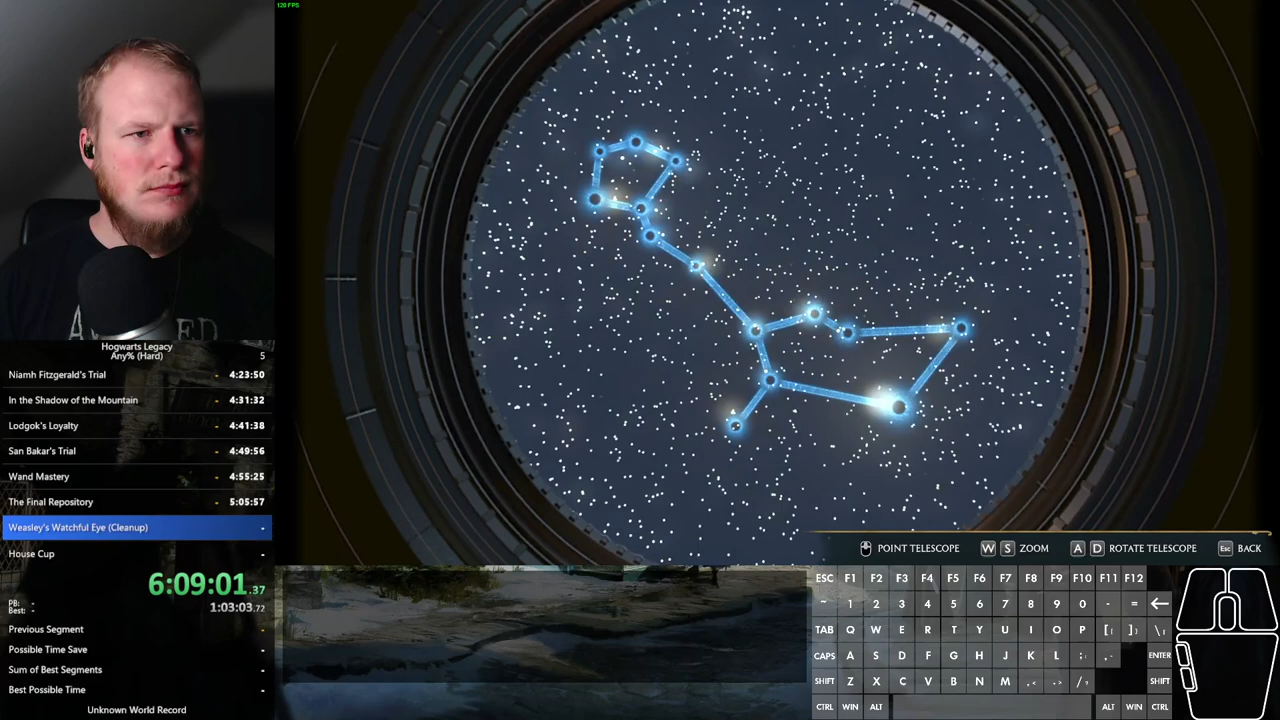 120 FPS
A ED
Hogwarts Legacy
Any% (Hard) 5
Niamh Fitzgerald's Trial - 4:23:50
In the Shadow of the Mountain - 4:31:32
Lodgok's Loyalty - 4:41:38
San Bakar's Trial - 4:49:56
Wand Mastery - 4:55:25
The Final Repository - 5:05:57
Weasley's Watchful Eye (Cleanup) -
House Cup -
6:09:01.37
PB: -
Best: -
1:03:03.72
Previous Segment -
Possible Time Save -
Sum of Best Segments -
Best Possible Time -
Unknown World Record
POINT TELESCOPE W S ZOOM A D ROTATE TELESCOPE Esc BACK
ESC F1 F2 F3 F4 F5 F6 F7 F8 F9 F10 F11 F12
~ 1 2 3 4 5 6 7 8 9 0 - = ←
TAB Q W E R T Y U I O P [{ ]} \|
CAPS A S D F G H J K L ;: ENTER
SHIFT Z X C V B N M ,< .> /? SHIFT
CTRL WIN ALT ALT WIN CTRL